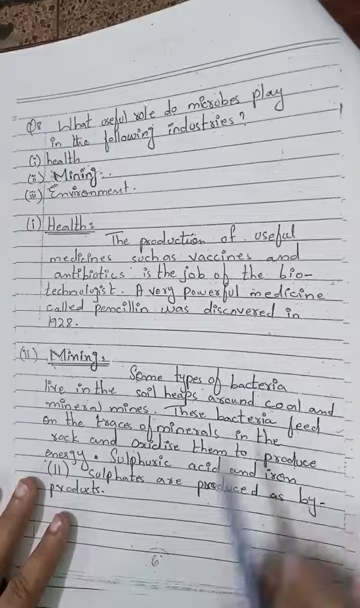 Q8 What useful role do microbes play
in the following industries?
(i) health
(ii) Mining:-
(iii) Environment.
(i) Health:
The production of useful
medicines such as vaccines and
antibiotics is the job of the bio-
technologist. A very powerful medicine
called pencillin was discovered in
1928.
(ii) Mining:
Some types of bacteria
live in the soil heaps around coal and
mineral mines. These bacteria feed
on the traces of minerals in the
rock and oxidise them to produce
energy. Sulphuric acid and iron
(II) Sulphates are produced as by-
products.
6